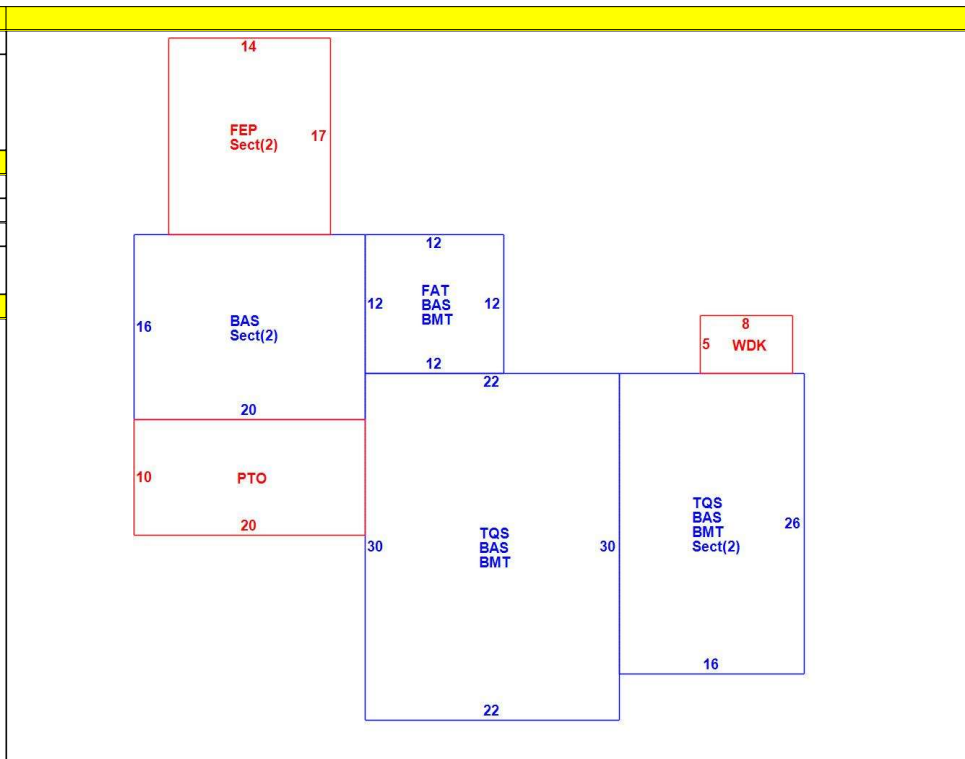 14
FEP
Sect(2)
17
12
FAT
BAS
BMT
12
12
12
16
BAS
Sect(2)
20
8
5
WDK
22
10
PTO
20
30
TQS
BAS
BMT
30
22
TQS
BAS
BMT
Sect(2)
26
16